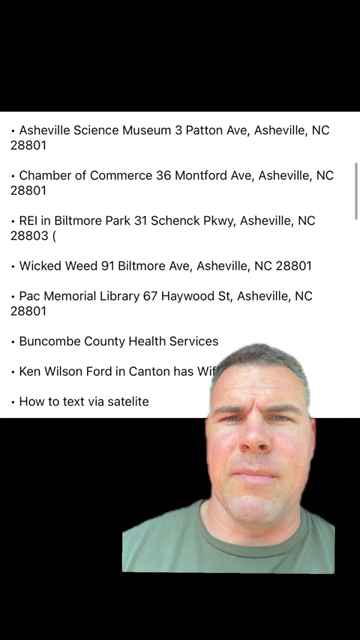 • Asheville Science Museum 3 Patton Ave, Asheville, NC
28801
• Chamber of Commerce 36 Montford Ave, Asheville, NC
28801
• REI in Biltmore Park 31 Schenck Pkwy, Asheville, NC
28803 (
• Wicked Weed 91 Biltmore Ave, Asheville, NC 28801
• Pac Memorial Library 67 Haywood St, Asheville, NC
28801
• Buncombe County Health Services
• Ken Wilson Ford in Canton has
• How to text via satelite